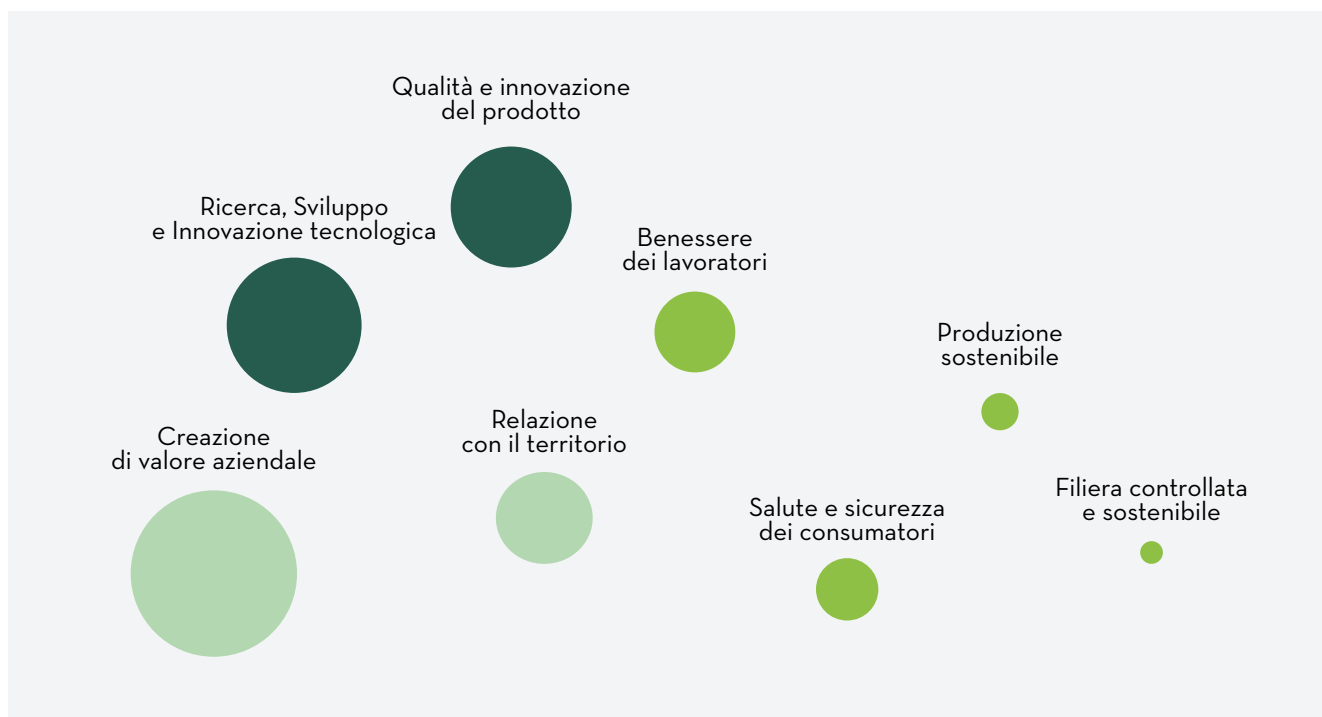 Qualità e innovazione
del prodotto
Ricerca, Sviluppo
e Innovazione tecnologica
Benessere
dei lavoratori
Produzione
sostenibile
Relazione
con il territorio
Creazione
di valore aziendale
Filiera controllata
e sostenibile
Salute e sicurezza
dei consumatori